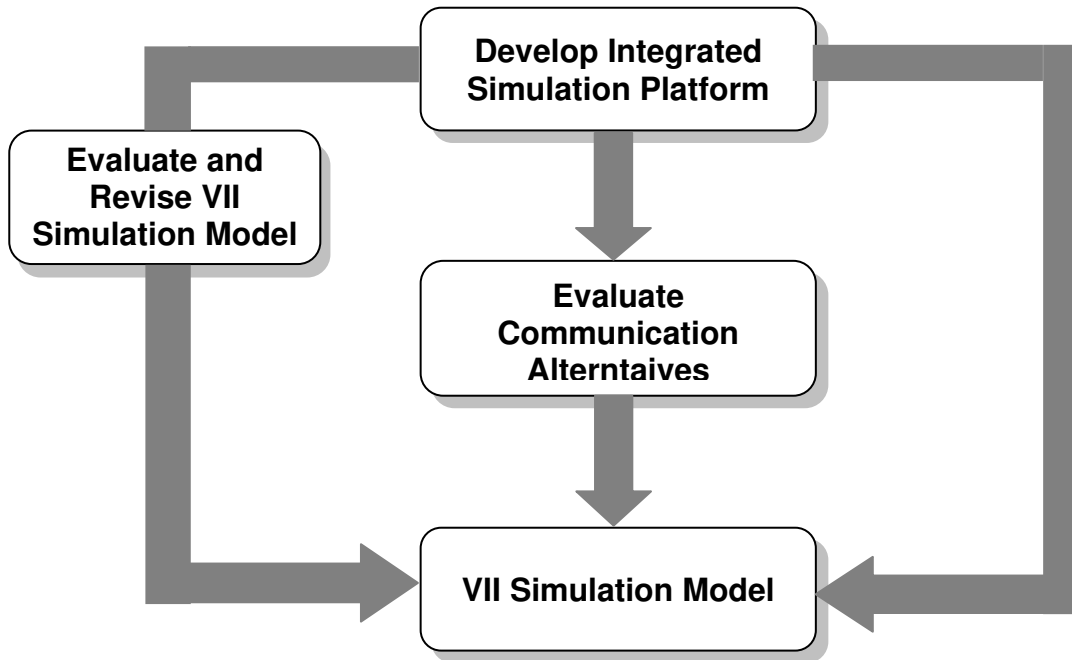 Develop Integrated
Simulation Platform
Evaluate and
Revise VII
Simulation Model
Evaluate
Communication
Alterntaives
VII Simulation Model